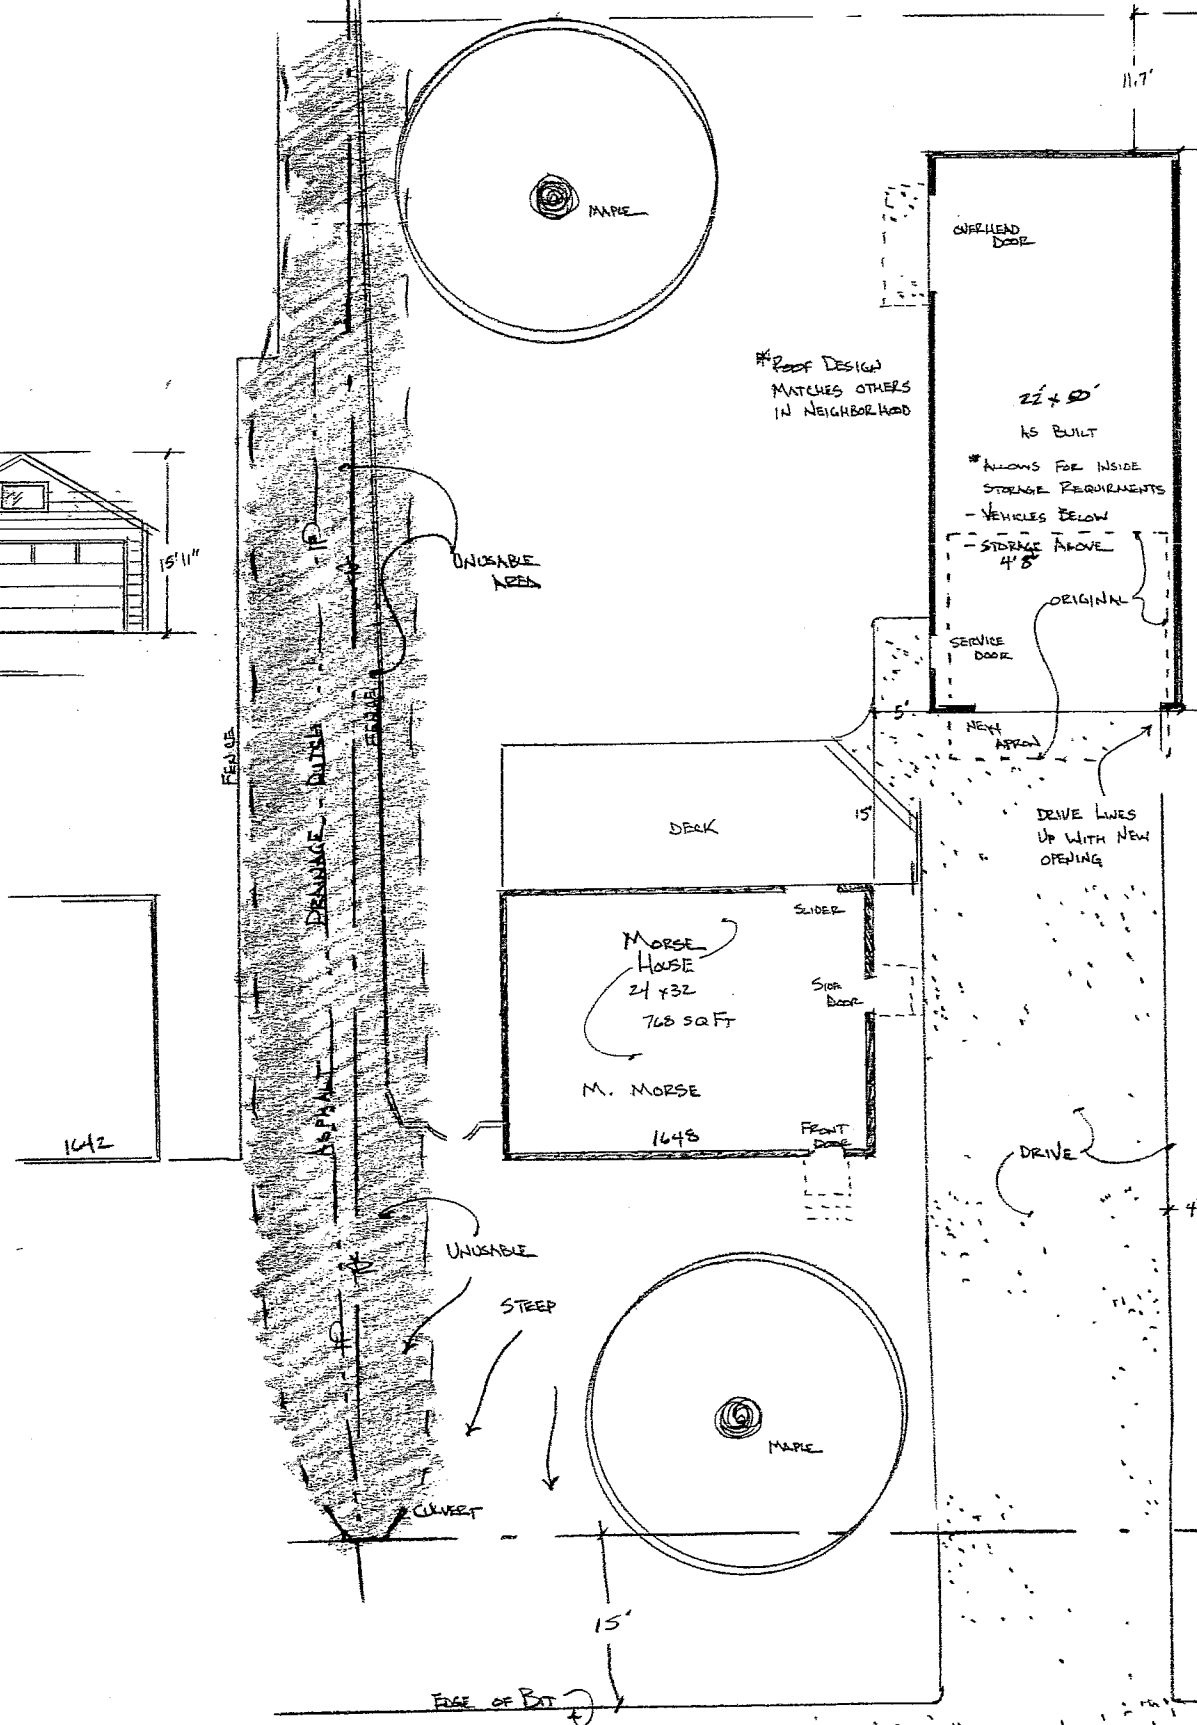 11.7'
MAPLE
OVERHEAD
DOOR
*ROOF DESIGN
MATCHES OTHERS
IN NEIGHBORHOOD
22' x 50'
AS BUILT
*ALLOWS FOR INSIDE
STORAGE REQUIRMENTS
- VEHICLES BELOW
- STORAGE ABOVE
4'8"
15'11"
UNUSABLE
AREA
ORIGINAL
SERVICE
DOOR
5'
NEW
APRON
FENCE
FENCE
DRAINAGE - DITCH
DECK
15'
DRIVE LINES
UP WITH NEW
OPENING
SLIDER
MORSE
HOUSE
24 x 32
768 SQ FT
SIDE
DOOR
M. MORSE
ASPHALT
1642
1648
FRONT
DOOR
DRIVE
4'
UNUSABLE
STEEP
MAPLE
CULVERT
15'
EDGE OF BIT